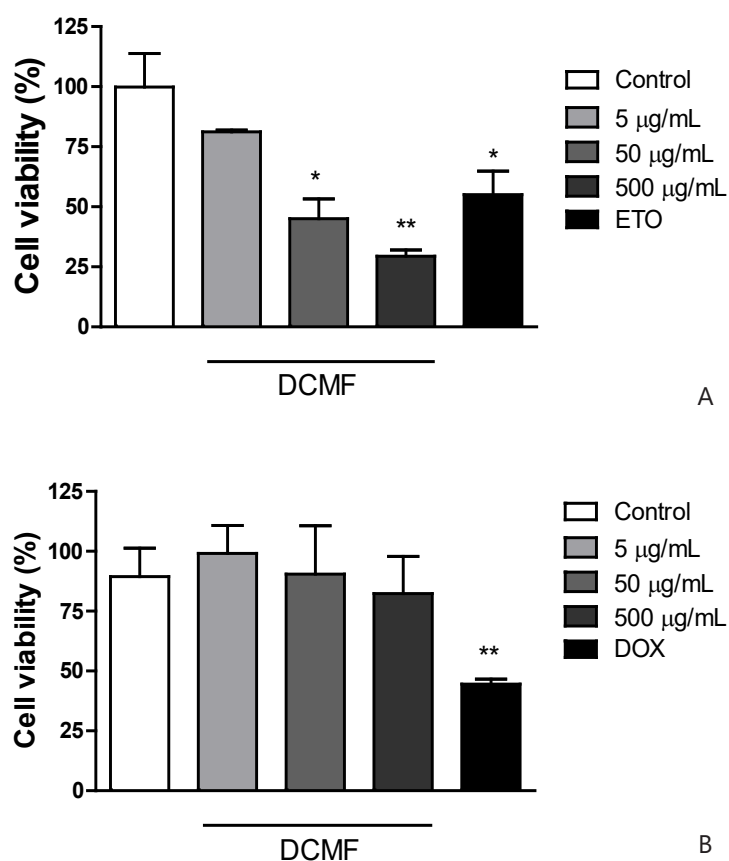 125
100
75
50
25
0
Cell viability (%)
*
**
*
DCMF
Control
5 μg/mL
50 μg/mL
500 μg/mL
ETO
A
125
100
75
50
25
0
Cell viability (%)
**
DCMF
Control
5 μg/mL
50 μg/mL
500 μg/mL
DOX
B